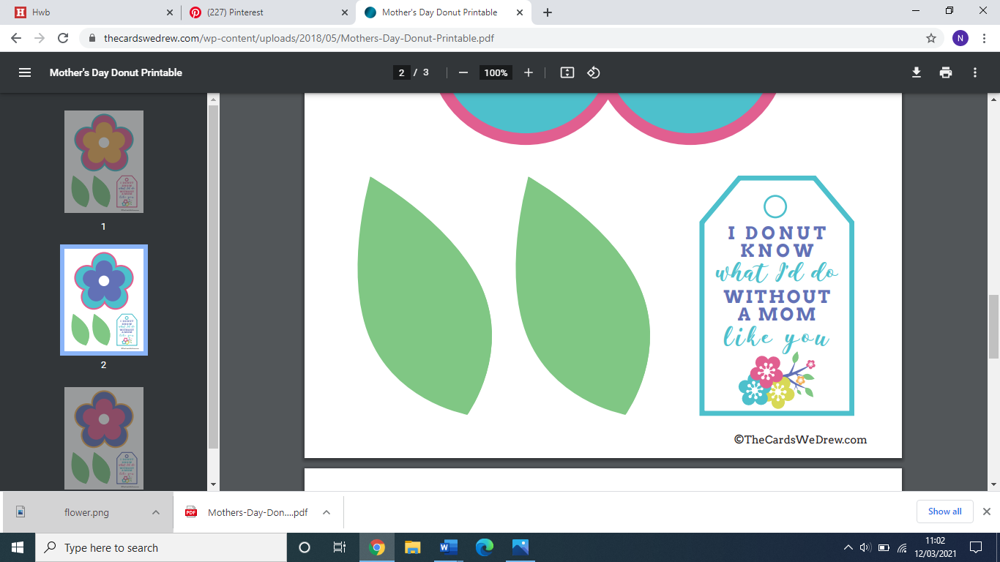 Hwb
(227) Pinterest
Mother's Day Donut Printable
thecardswedrew.com/wp-content/uploads/2018/05/Mothers-Day-Donut-Printable.pdf
N
Mother's Day Donut Printable
2 / 3
100%
1
2
I DONUT
KNOW
what I'd do
WITHOUT
A MOM
like you
©TheCardsWeDrew.com
flower.png
PDF
Mothers-Day-Don....pdf
Show all
Type here to search
11:02
12/03/2021